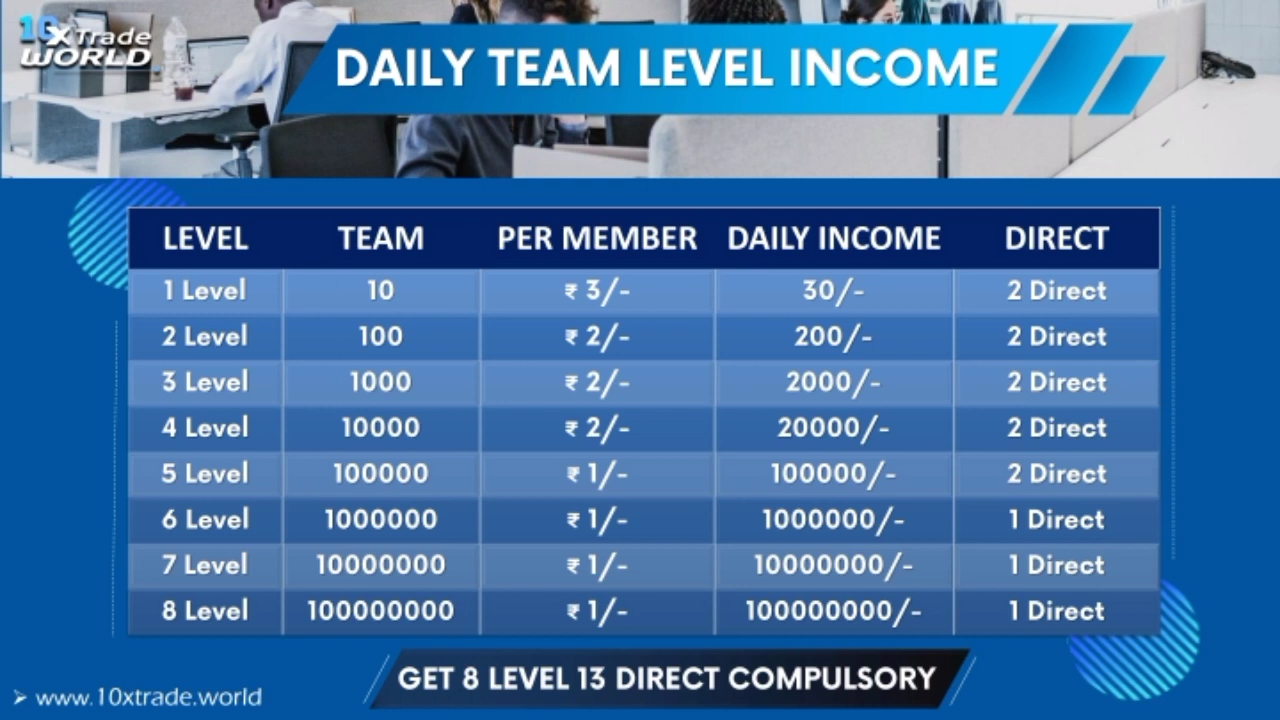 10xTrade
WORLD
DAILY TEAM LEVEL INCOME
LEVEL TEAM PER MEMBER DAILY INCOME DIRECT
1 Level 10 ₹ 3/- 30/- 2 Direct
2 Level 100 ₹ 2/- 200/- 2 Direct
3 Level 1000 ₹ 2/- 2000/- 2 Direct
4 Level 10000 ₹ 2/- 20000/- 2 Direct
5 Level 100000 ₹ 1/- 100000/- 2 Direct
6 Level 1000000 ₹ 1/- 1000000/- 1 Direct
7 Level 10000000 ₹ 1/- 10000000/- 1 Direct
8 Level 100000000 ₹ 1/- 100000000/- 1 Direct
GET 8 LEVEL 13 DIRECT COMPULSORY
➢ www.10xtrade.world